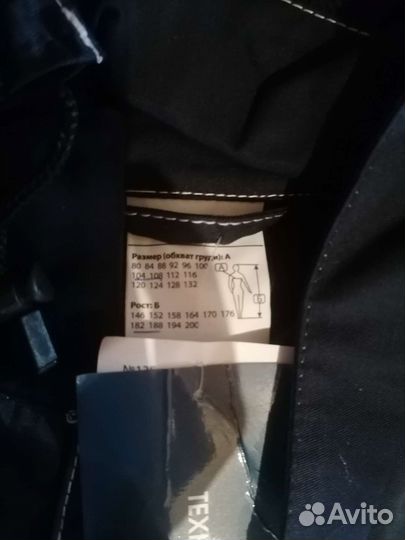 Размер (обхват груди): А
80 84 88 92 96 100
104 108 112 116
120 124 128 132
А
Б
Рост: Б
146 152 158 164 170 176
182 188 194 200
ТЕХ
Avito